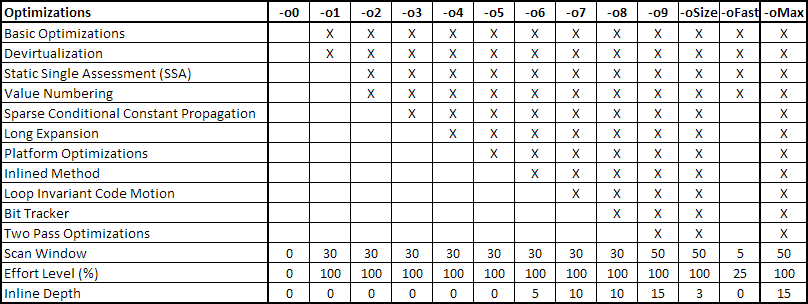 Optimizations -o0 -o1 -o2 -o3 -o4 -o5 -o6 -o7 -o8 -o9 -oSize -oFast -oMax
Basic Optimizations X X X X X X X X X X X X
Devirtualization X X X X X X X X X X X X
Static Single Assessment (SSA) X X X X X X X X X X X
Value Numbering X X X X X X X X X X X
Sparse Conditional Constant Propagation X X X X X X X X X
Long Expansion X X X X X X X X
Platform Optimizations X X X X X X X
Inlined Method X X X X X X
Loop Invariant Code Motion X X X X X
Bit Tracker X X X X
Two Pass Optimizations X X X
Scan Window 0 30 30 30 30 30 30 30 30 50 50 5 50
Effort Level (%) 0 100 100 100 100 100 100 100 100 100 100 25 100
Inline Depth 0 0 0 0 0 0 5 10 10 15 3 0 15